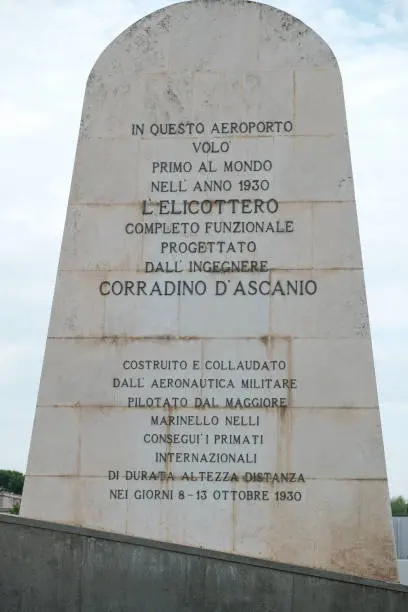 IN QUESTO AEROPORTO
VOLO'
PRIMO AL MONDO
NELL' ANNO 1930
L'ELICOTTERO
COMPLETO FUNZIONALE
PROGETTATO
DALL' INGEGNERE
CORRADINO D'ASCANIO
COSTRUITO E COLLAUDATO
DALL' AERONAUTICA MILITARE
PILOTATO DAL MAGGIORE
MARINELLO NELLI
CONSEGUI' I PRIMATI
INTERNAZIONALI
DI DURATA ALTEZZA DISTANZA
NEI GIORNI 8-13 OTTOBRE 1930